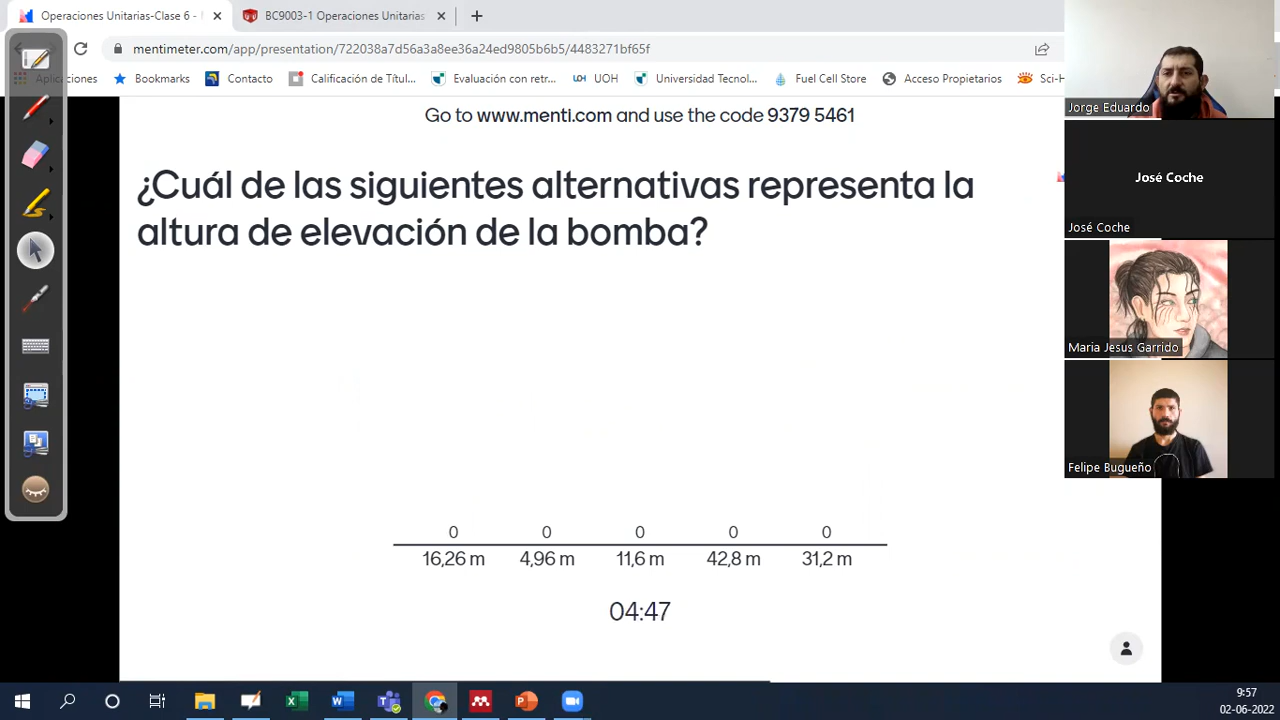 Operaciones Unitarias-Clase 6 -
BC9003-1 Operaciones Unitarias
mentimeter.com/app/presentation/722038a7d56a3a8ee36a24ed9805b6b5/4483271bf65f
Aplicaciones
Bookmarks
Contacto
Calificación de Títul...
Evaluación con retr...
UOH
Universidad Tecnol...
Fuel Cell Store
Acceso Propietarios
Sci-H
Go to www.menti.com and use the code 9379 5461
¿Cuál de las siguientes alternativas representa la
altura de elevación de la bomba?
0 0 0 0 0
16,26 m 4,96 m 11,6 m 42,8 m 31,2 m
04:47
Jorge Eduardo
José Coche
José Coche
Maria Jesus Garrido
Felipe Bugueño
9:57
02-06-2022